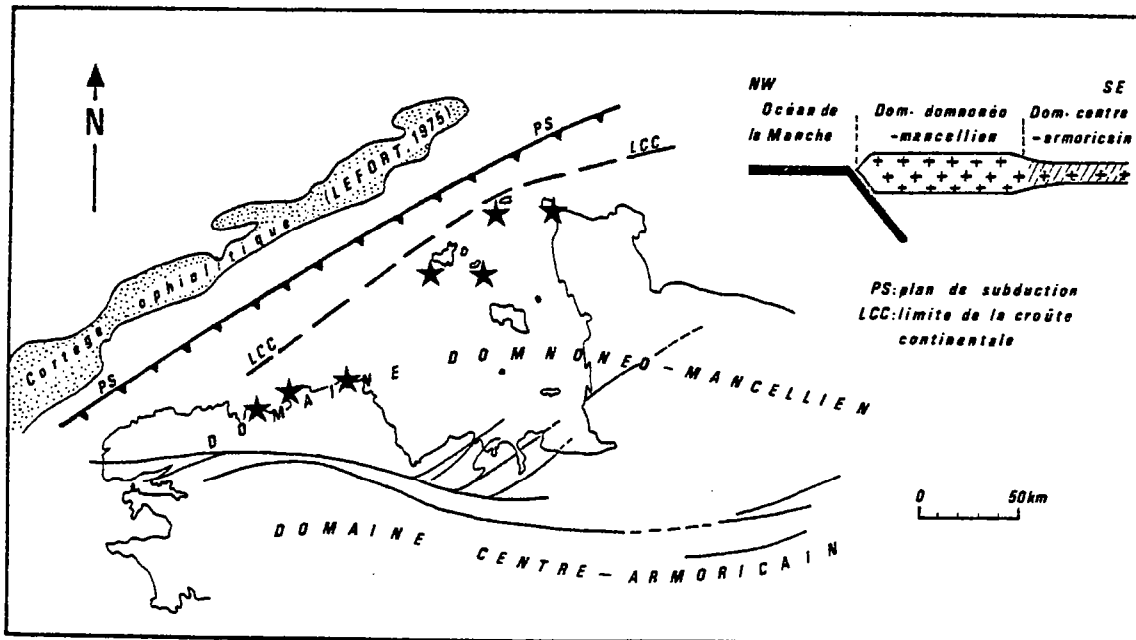 N
Cortège ophiolitique (LEFORT, 1975)
PS
LCC
LCC
PS
NW
SE
Océan de la Manche
Dom. domnonéo-mancellien
Dom. centre-armoricain
PS:plan de subduction
LCC:limite de la croûte
continentale
DOMAINE DOMNONEO-MANCELLIEN
DOMAINE CENTRE-ARMORICAIN
0 50km